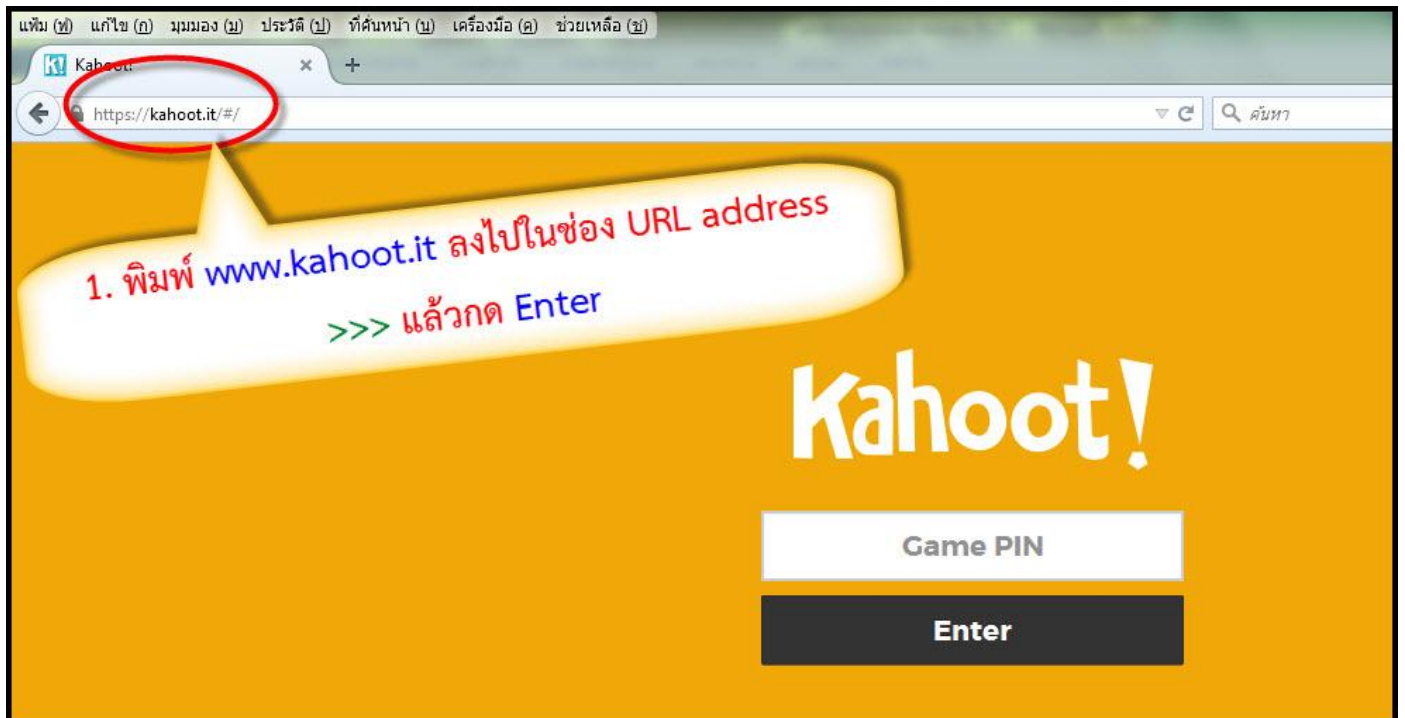 แฟ้ม (ฟ) แก้ไข (ก) มุมมอง (ม) ประวัติ (ป) ที่คั่นหน้า (น) เครื่องมือ (ค) ช่วยเหลือ (ช)
Kahoot!
https://kahoot.it/#/ ค้นหา
1. พิมพ์ www.kahoot.it ลงไปในช่อง URL address
>>> แล้วกด Enter
Kahoot!
Game PIN
Enter